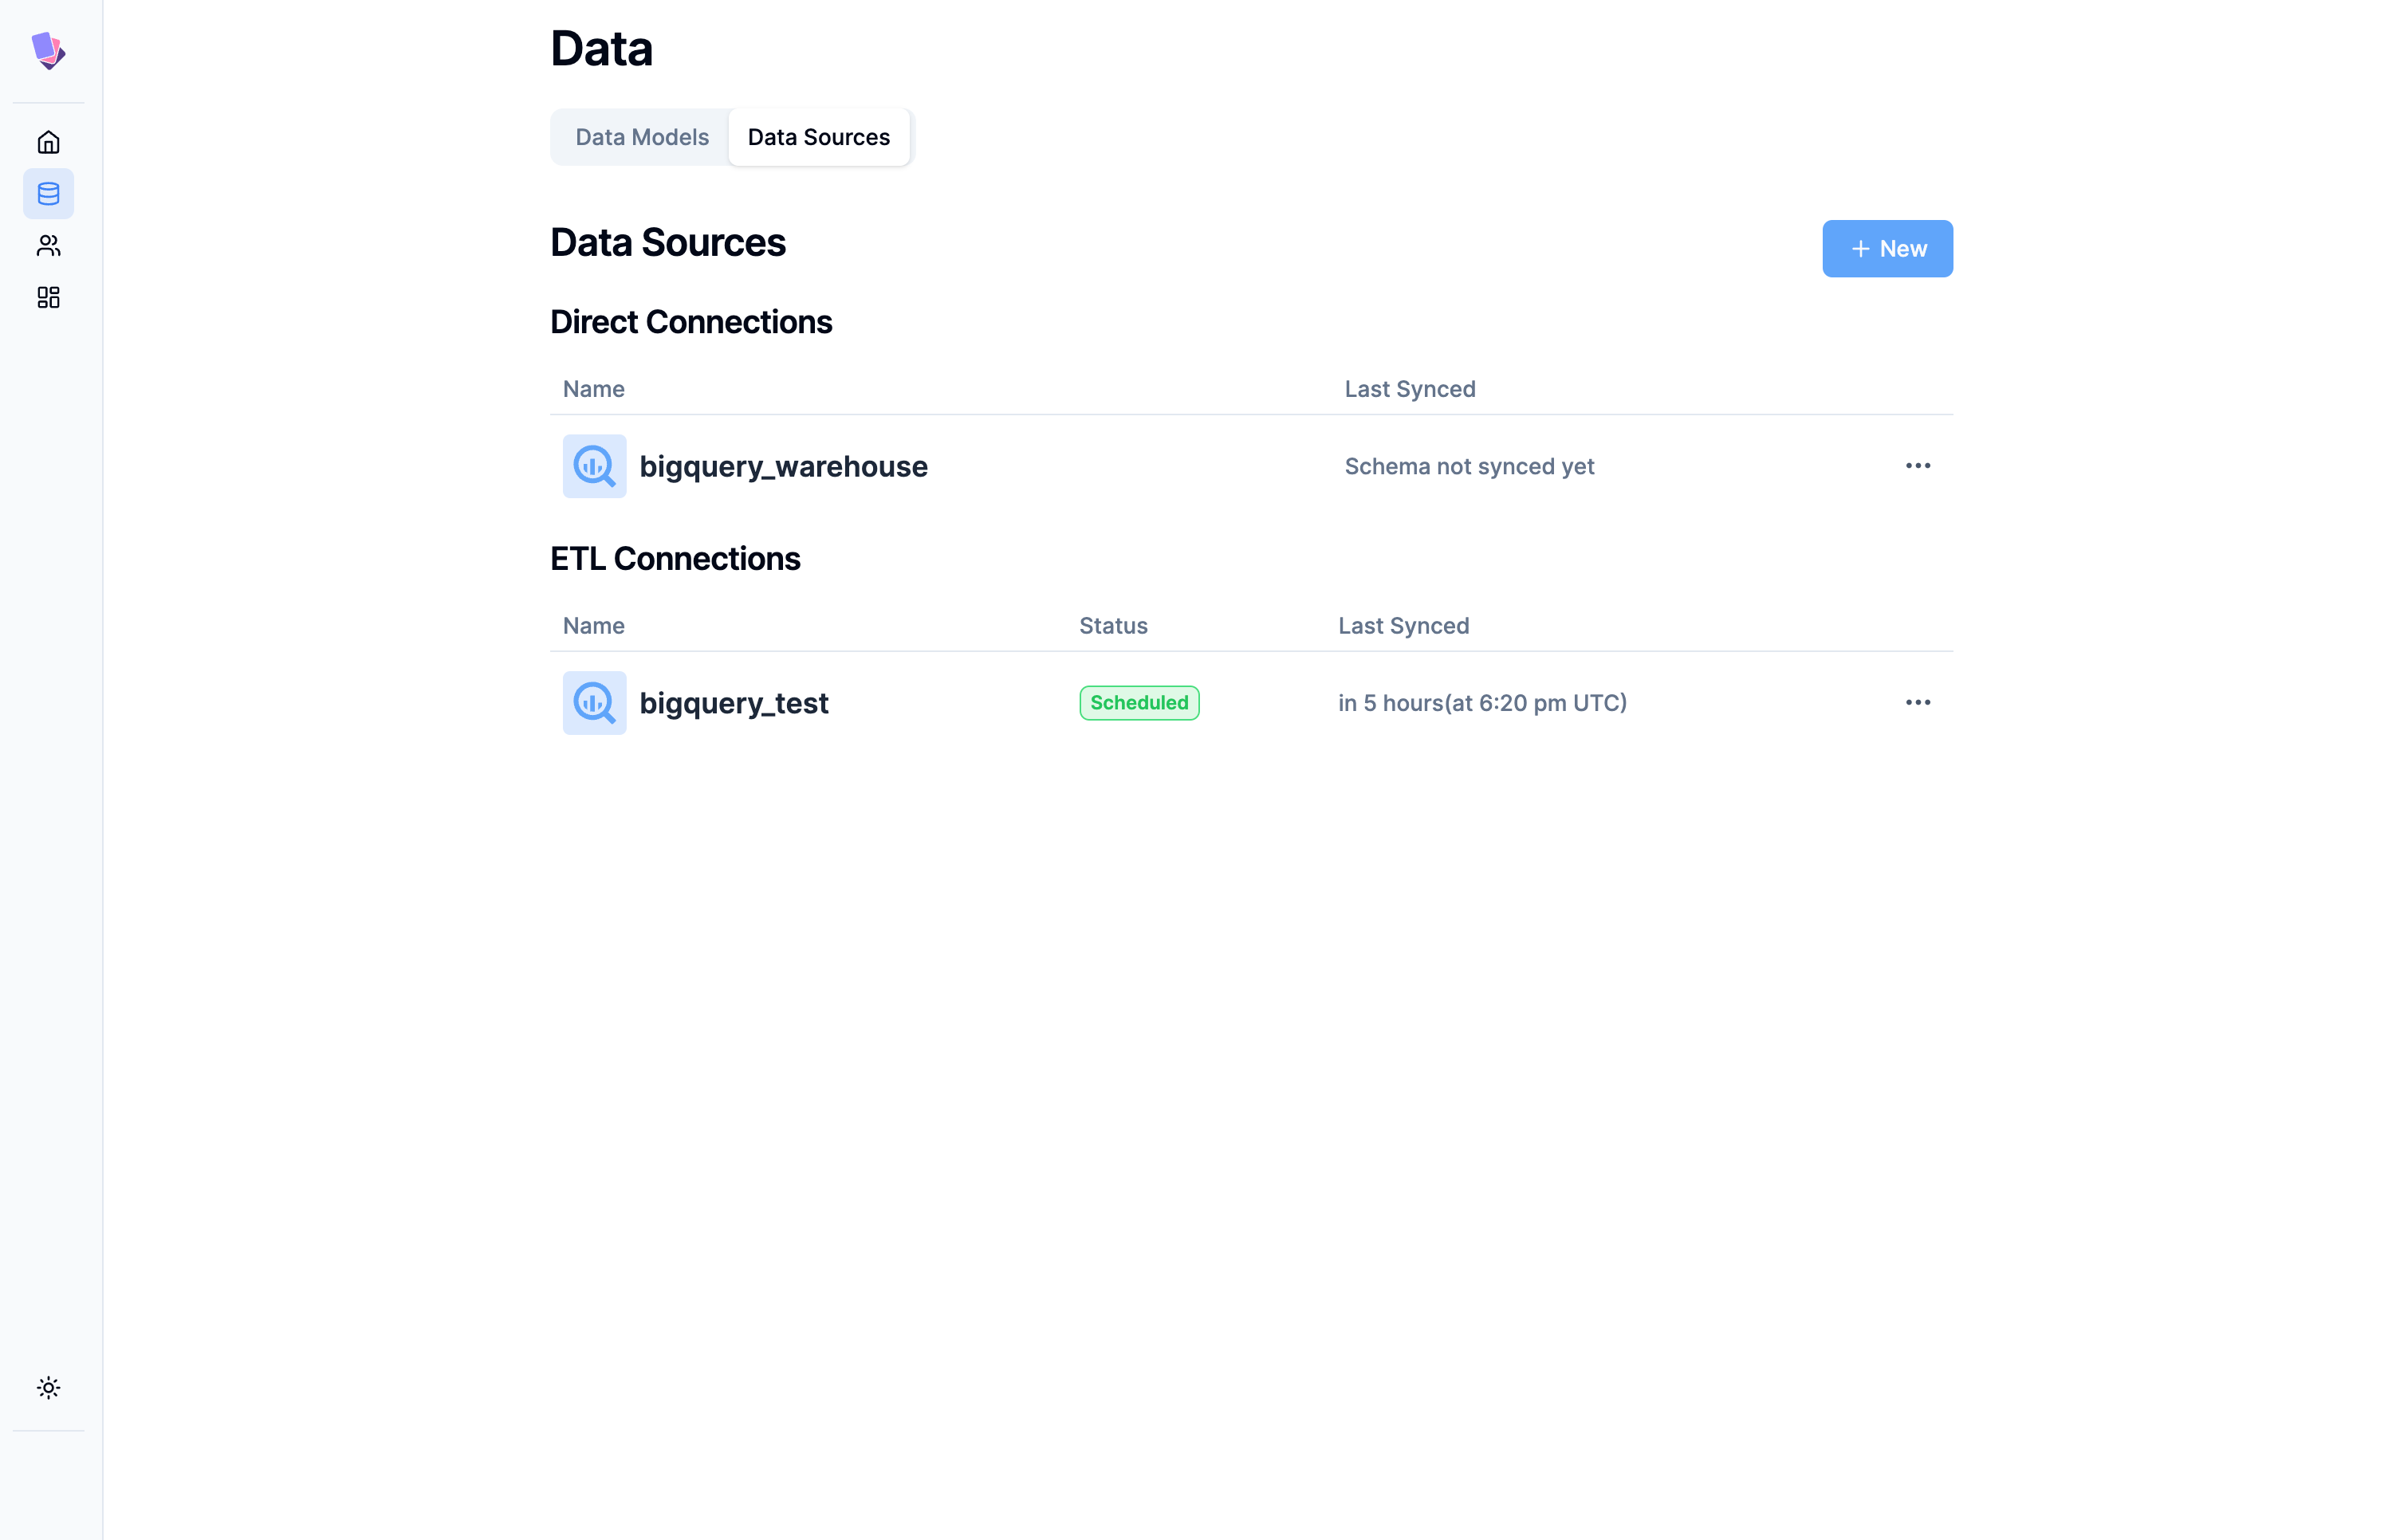 Data
Data Models Data Sources
Data Sources
+ New
Direct Connections
Name Last Synced
bigquery_warehouse Schema not synced yet
ETL Connections
Name Status Last Synced
bigquery_test Scheduled in 5 hours(at 6:20 pm UTC)